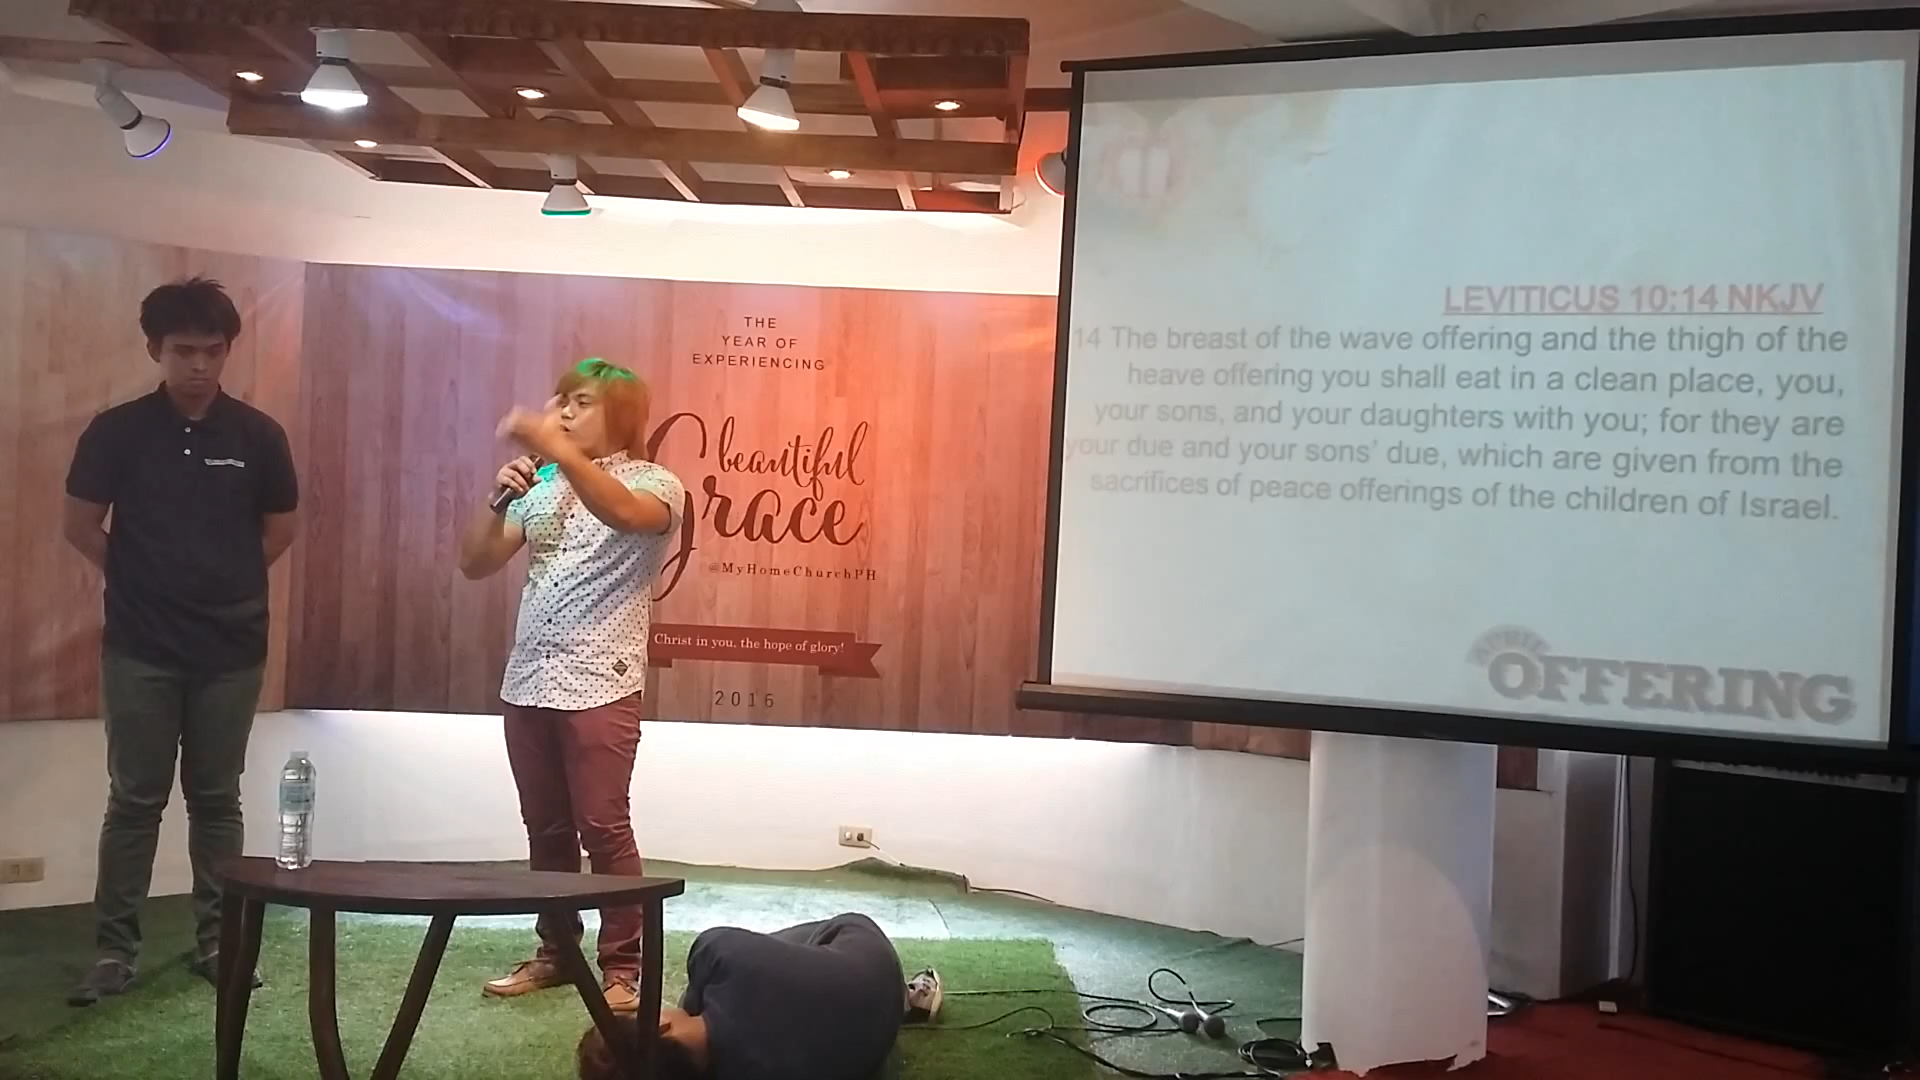 THE
YEAR OF
EXPERIENCING
beautiful
Grace
@MyHomeChurchPH
Christ in you, the hope of glory!
2016
LEVITICUS 10:14 NKJV
14 The breast of the wave offering and the thigh of the
heave offering you shall eat in a clean place, you,
your sons, and your daughters with you; for they are
your due and your sons' due, which are given from the
sacrifices of peace offerings of the children of Israel.
OFFERING